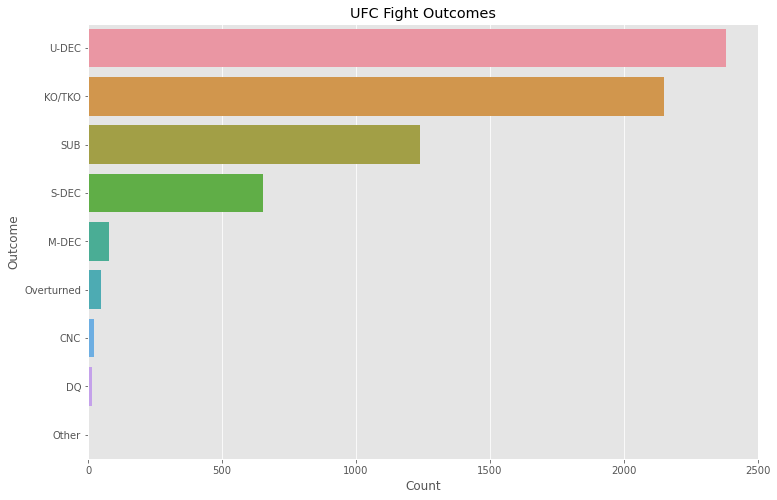 UFC Fight Outcomes
Outcome
U-DEC
KO/TKO
SUB
S-DEC
M-DEC
Overturned
CNC
DQ
Other
0 500 1000 1500 2000 2500
Count